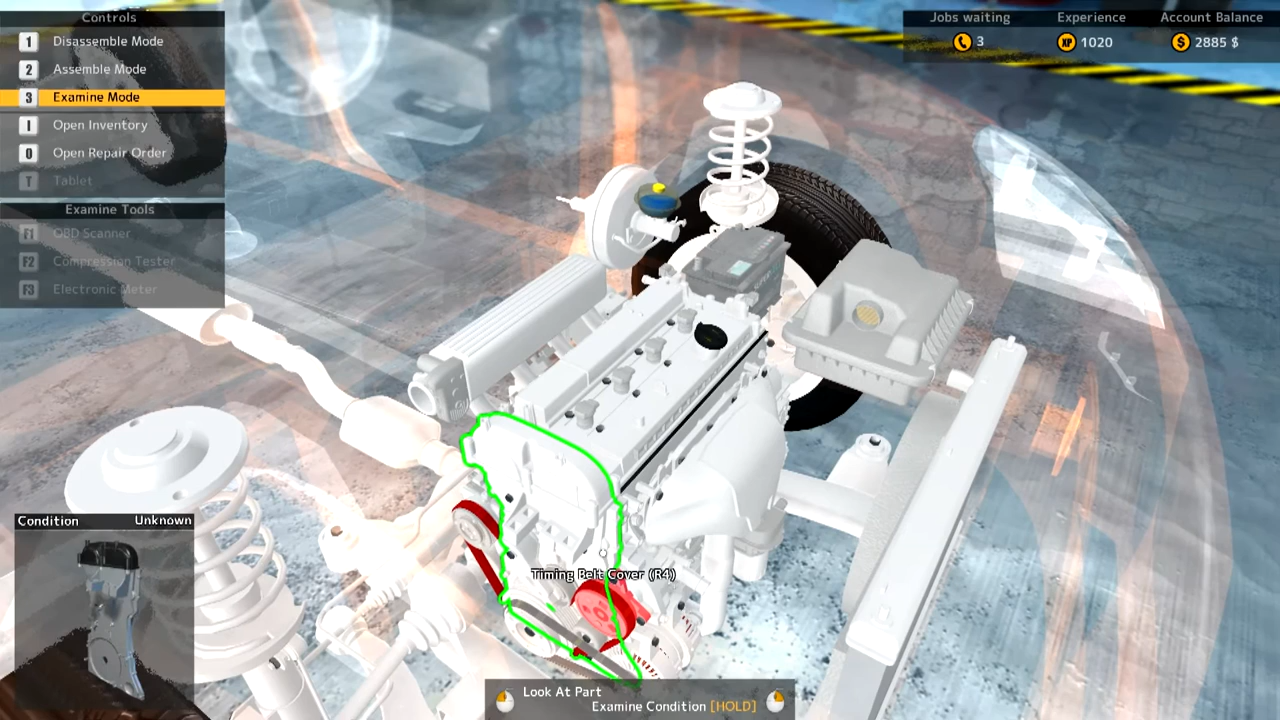 Controls
1 Disassemble Mode
2 Assemble Mode
3 Examine Mode
I Open Inventory
O Open Repair Order
T Tablet
Examine Tools
F1 OBD Scanner
F2 Compression Tester
F3 Electronic Meter
Jobs waiting Experience Account Balance
3 XP 1020 $ 2885 $
Condition Unknown
Timing Belt Cover (R4)
Look At Part
Examine Condition [HOLD]